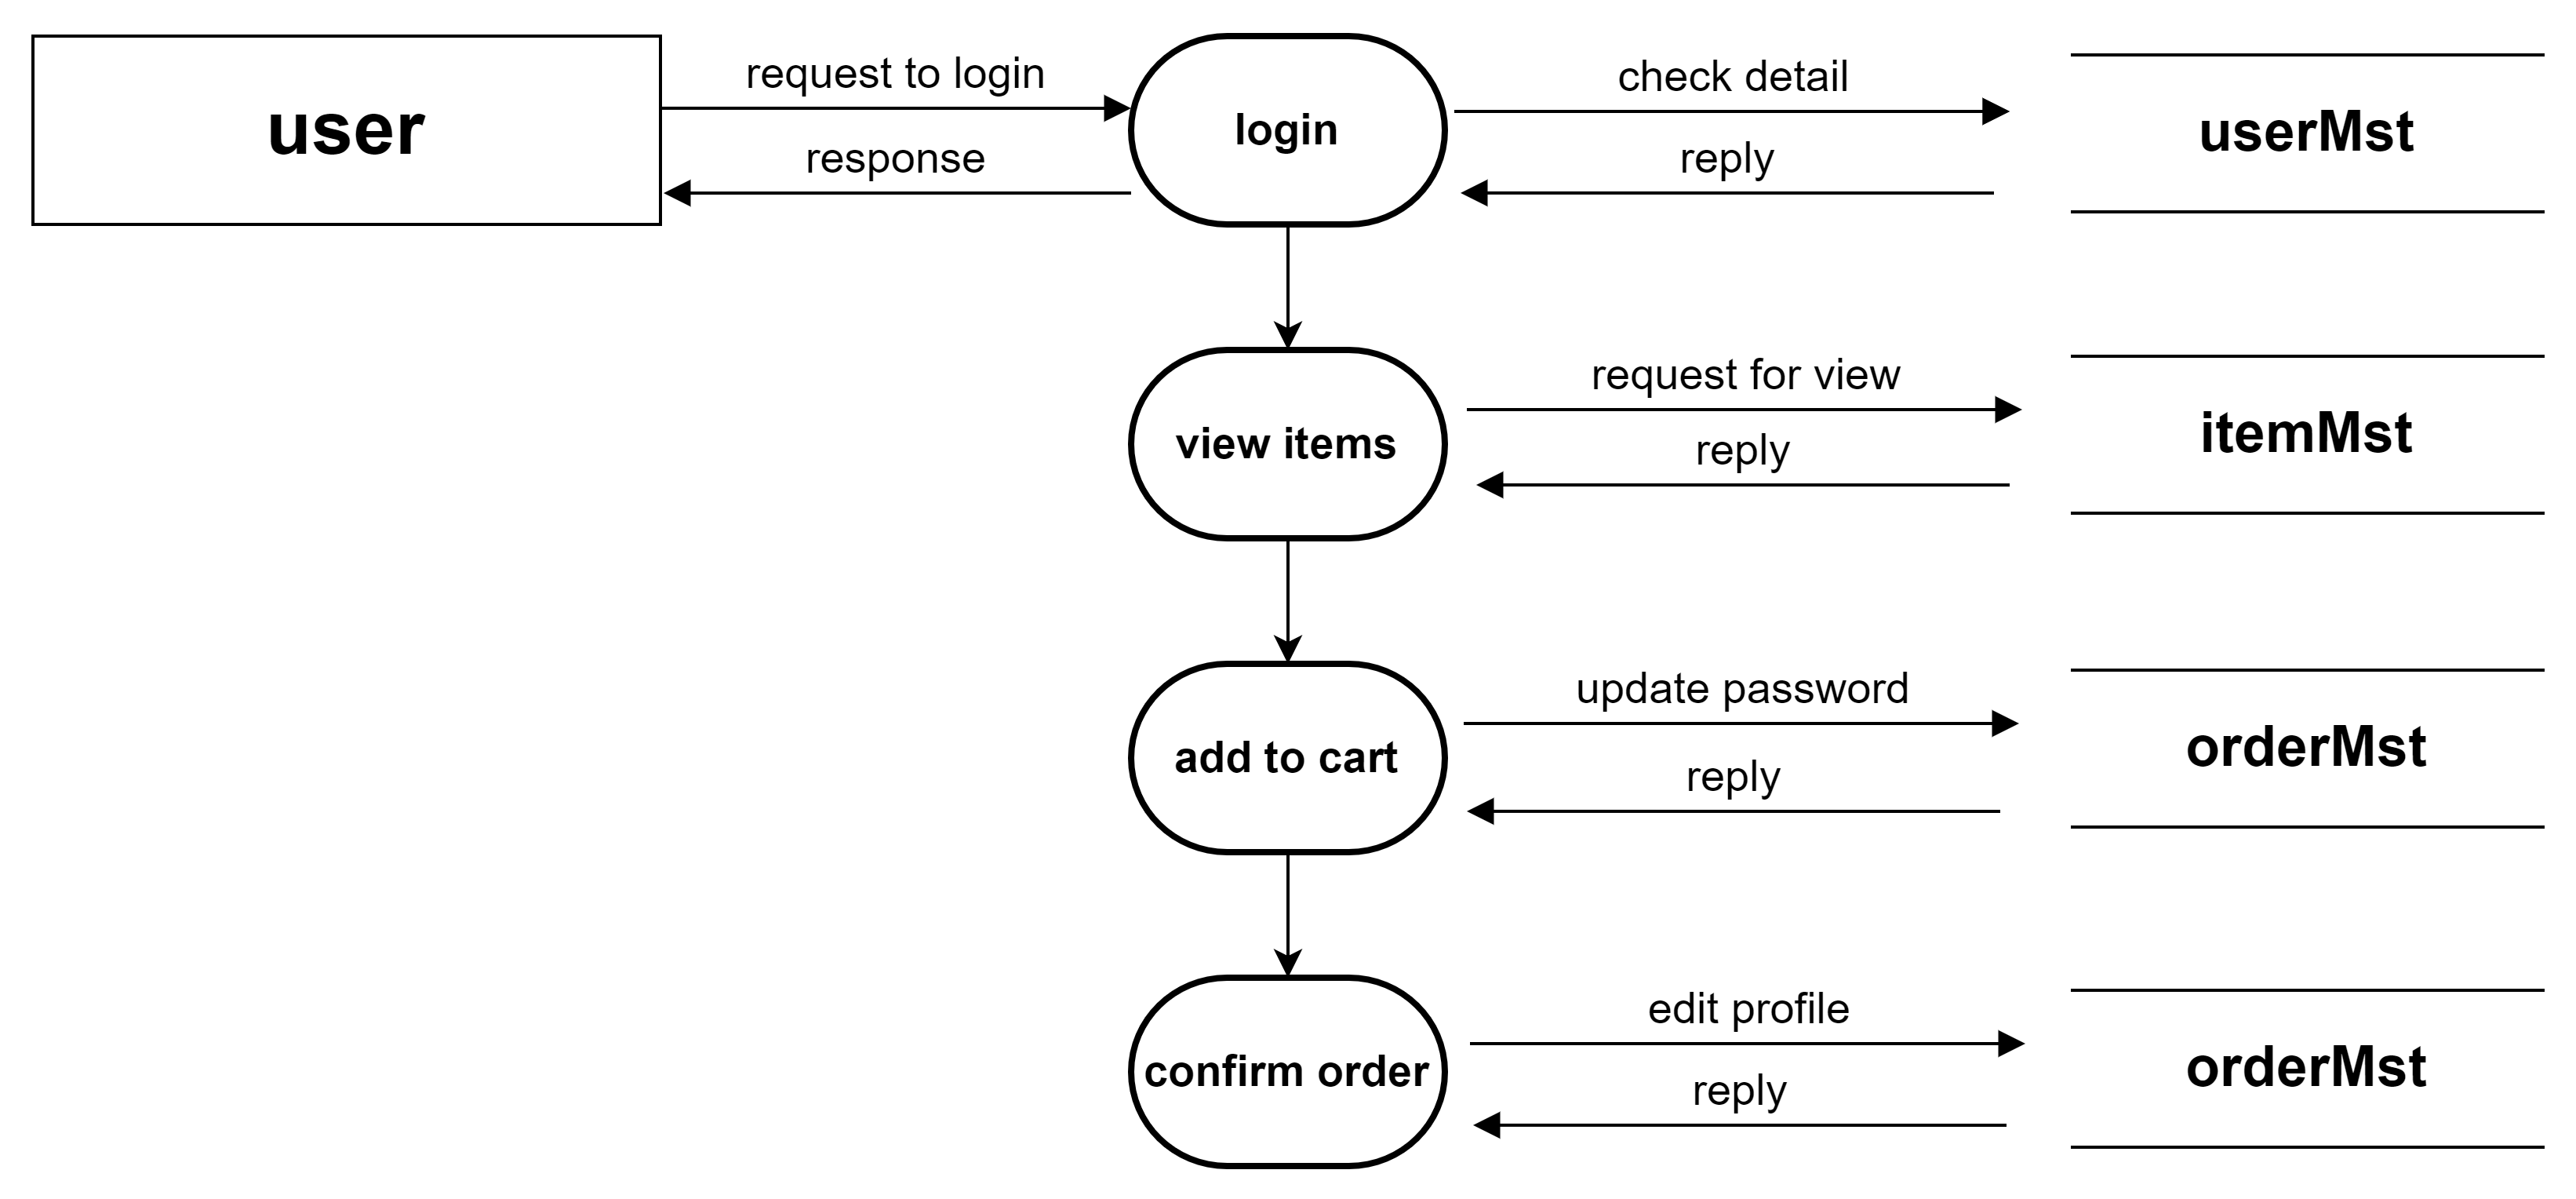 user
request to login
response
login
check detail
reply
userMst
view items
request for view
reply
itemMst
add to cart
update password
reply
orderMst
confirm order
edit profile
reply
orderMst